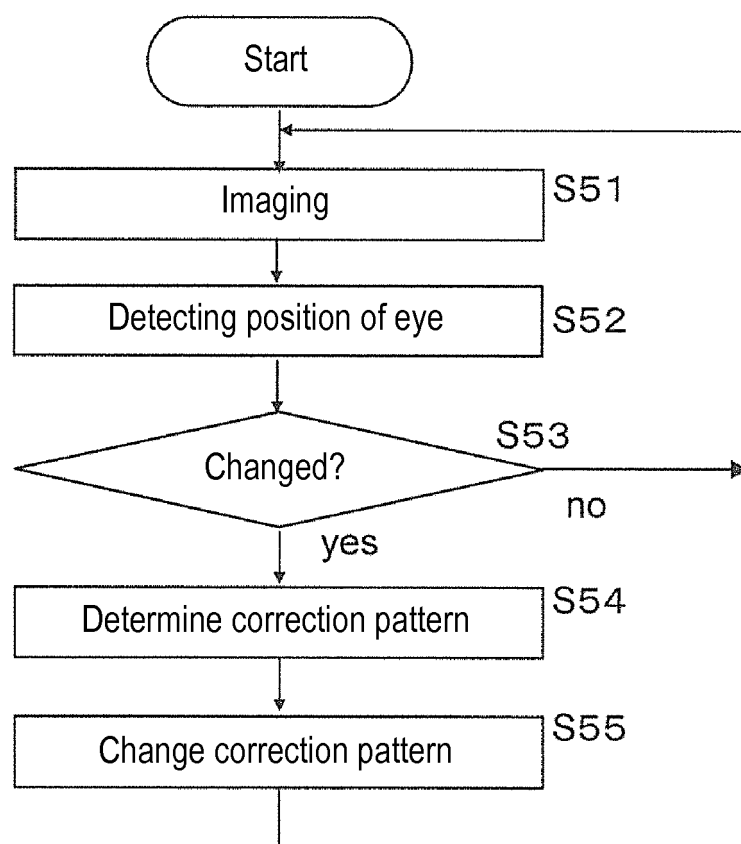 Start
Imaging
S51
Detecting position of eye
S52
S53
Changed?
no
yes
Determine correction pattern
S54
Change correction pattern
S55